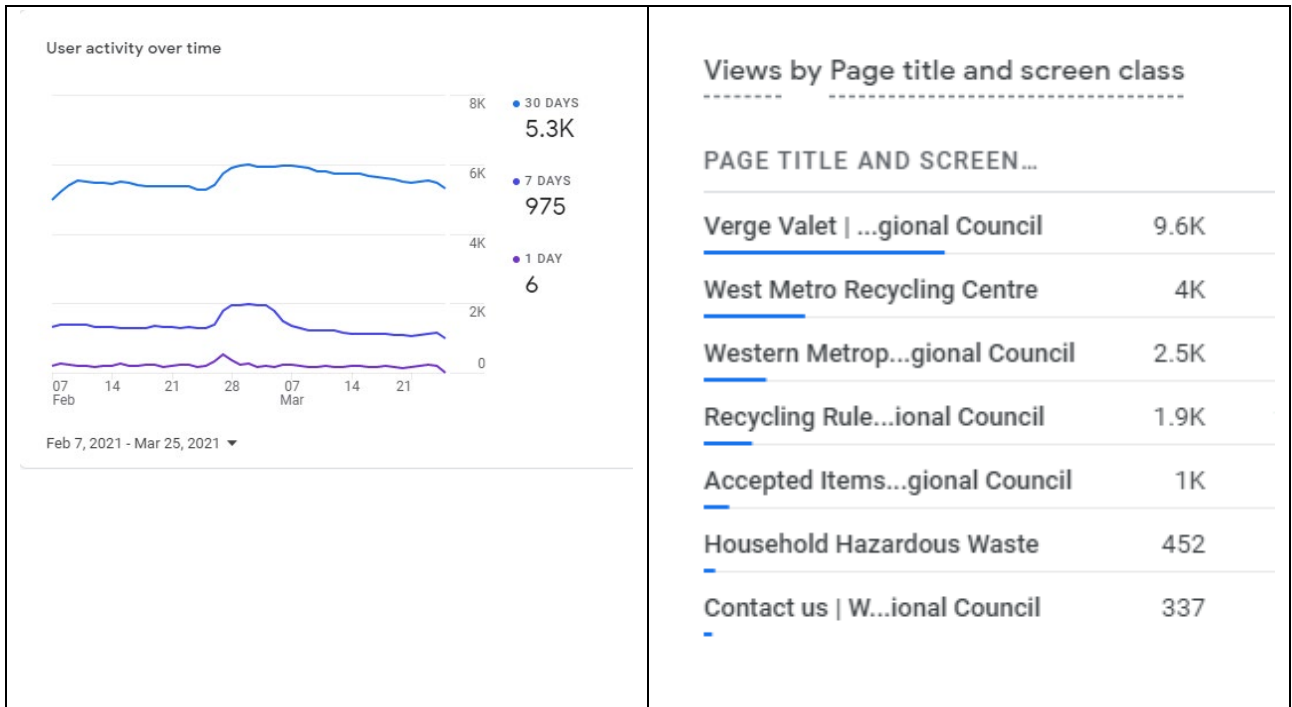 User activity over time
8K
6K
4K
2K
0
30 DAYS
5.3K
7 DAYS
975
1 DAY
6
07 14 21 28 07 14 21
Feb Mar
Feb 7, 2021 - Mar 25, 2021
Views by Page title and screen class
PAGE TITLE AND SCREEN...
Verge Valet | ...gional Council 9.6K
West Metro Recycling Centre 4K
Western Metrop...gional Council 2.5K
Recycling Rule...ional Council 1.9K
Accepted Items...gional Council 1K
Household Hazardous Waste 452
Contact us | W...ional Council 337